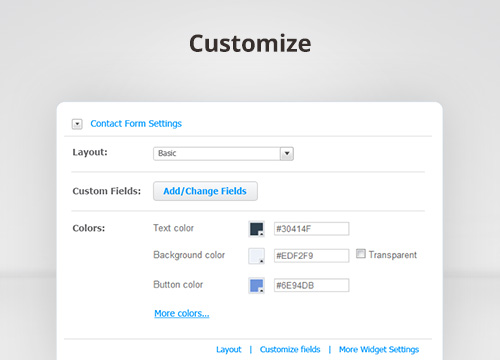 Customize
Contact Form Settings
Layout: Basic
Custom Fields: Add/Change Fields
Colors: Text color #30414F
Background color #EDF2F9 Transparent
Button color #6E94DB
More colors...
Layout | Customize fields | More Widget Settings